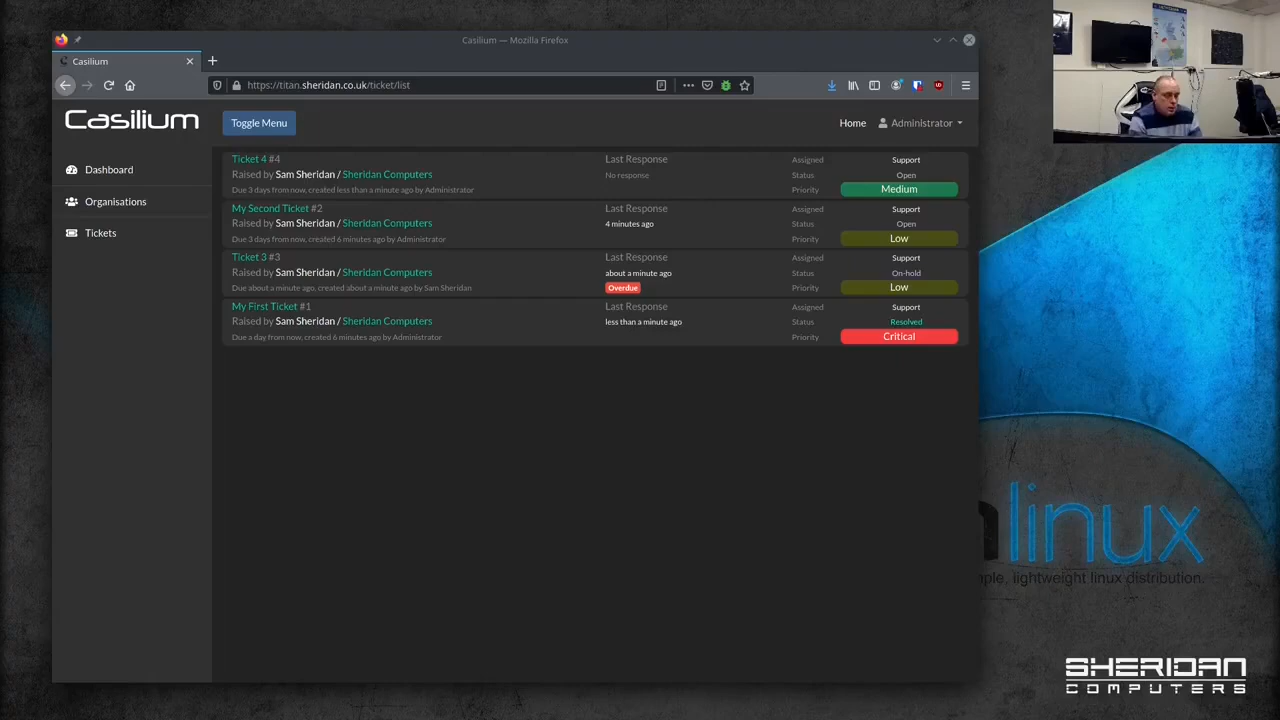 Casilium — Mozilla Firefox
Casilium
https://titan.sheridan.co.uk/ticket/list
Casilium
Toggle Menu
Home
Administrator
Dashboard
Organisations
Tickets
Ticket 4 #4
Last Response
Assigned
Support
Raised by Sam Sheridan / Sheridan Computers
No response
Status
Open
Due 3 days from now, created less than a minute ago by Administrator
Priority
Medium
My Second Ticket #2
Last Response
Assigned
Support
Raised by Sam Sheridan / Sheridan Computers
4 minutes ago
Status
Open
Due 3 days from now, created 6 minutes ago by Administrator
Priority
Low
Ticket 3 #3
Last Response
Assigned
Support
Raised by Sam Sheridan / Sheridan Computers
about a minute ago
Status
On-hold
Due about a minute ago, created about a minute ago by Sam Sheridan
Overdue
Priority
Low
My First Ticket #1
Last Response
Assigned
Support
Raised by Sam Sheridan / Sheridan Computers
less than a minute ago
Status
Resolved
Due a day from now, created 6 minutes ago by Administrator
Priority
Critical
linux
lightweight linux distribution.
SHERIDAN
COMPUTERS